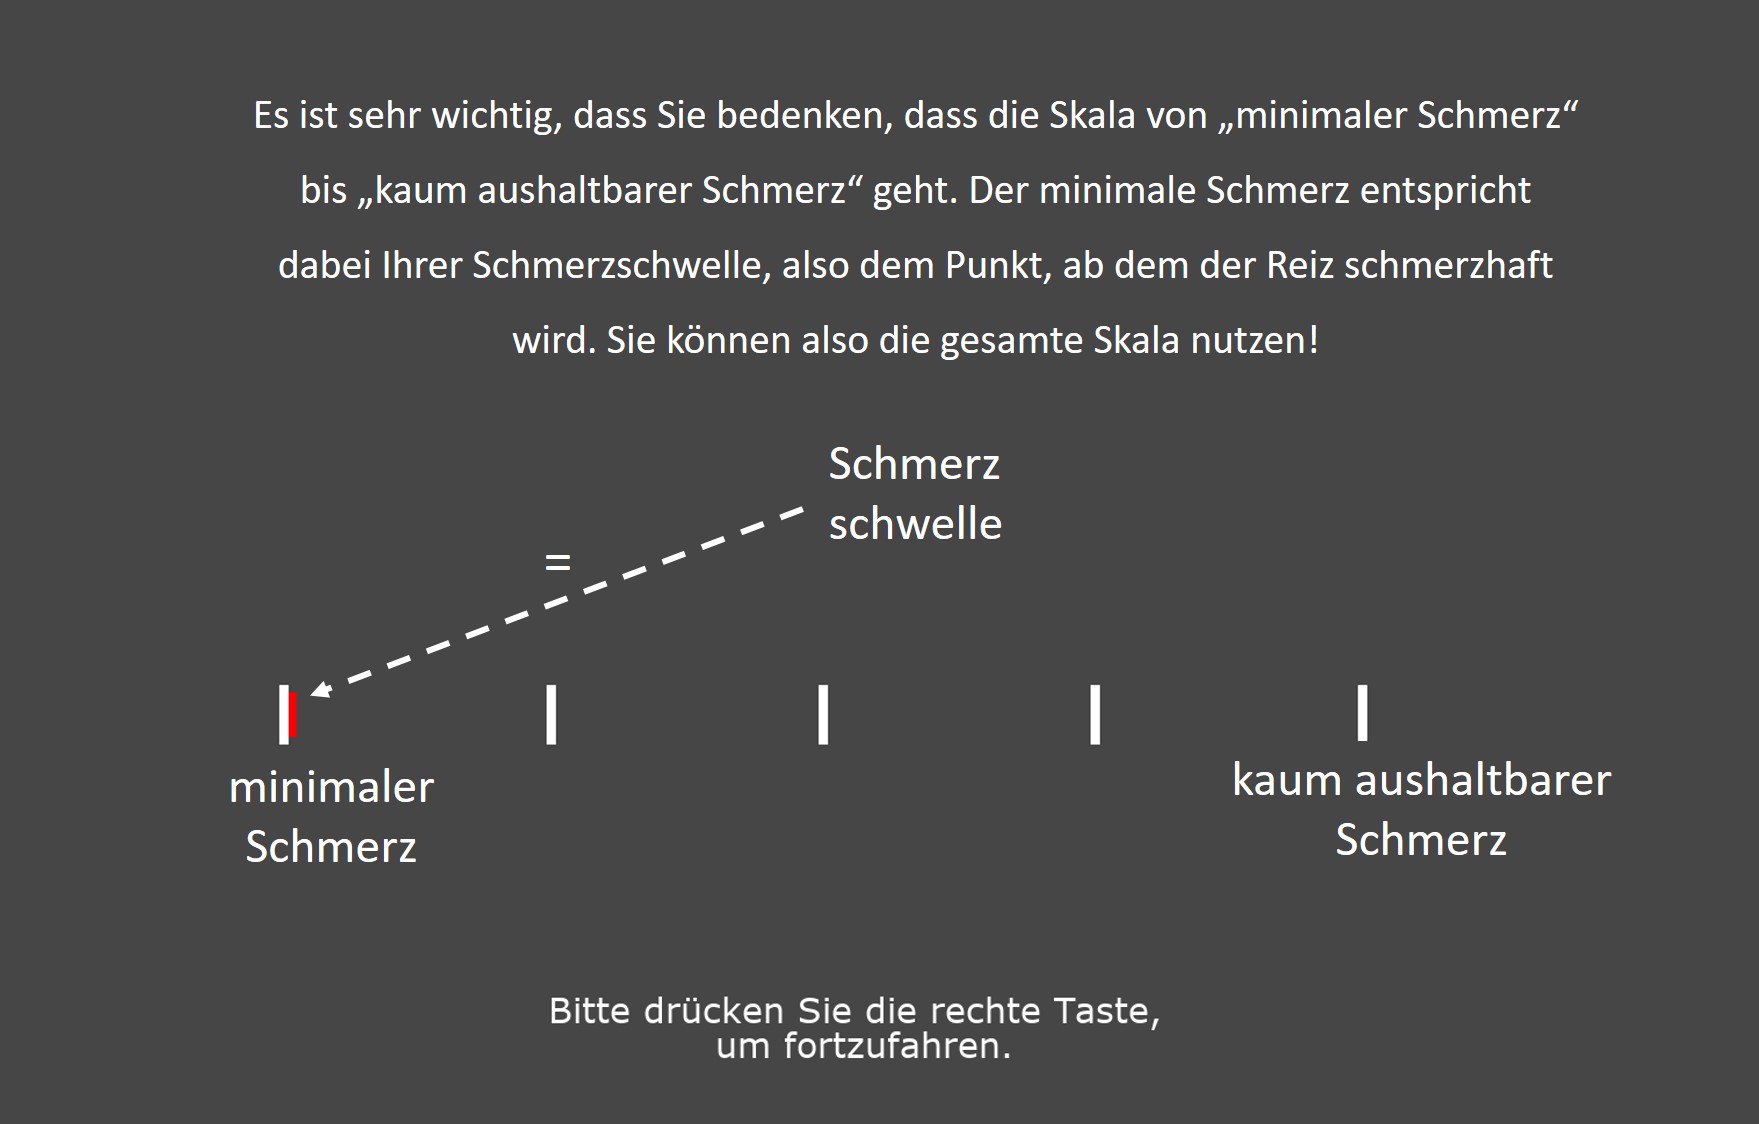 Es ist sehr wichtig, dass Sie bedenken, dass die Skala von „minimaler Schmerz“
bis „kaum aushaltbarer Schmerz“ geht. Der minimale Schmerz entspricht
dabei Ihrer Schmerzschwelle, also dem Punkt, ab dem der Reiz schmerzhaft
wird. Sie können also die gesamte Skala nutzen!
Schmerz
schwelle
=
minimaler
Schmerz
kaum aushaltbarer
Schmerz
Bitte drücken Sie die rechte Taste,
um fortzufahren.